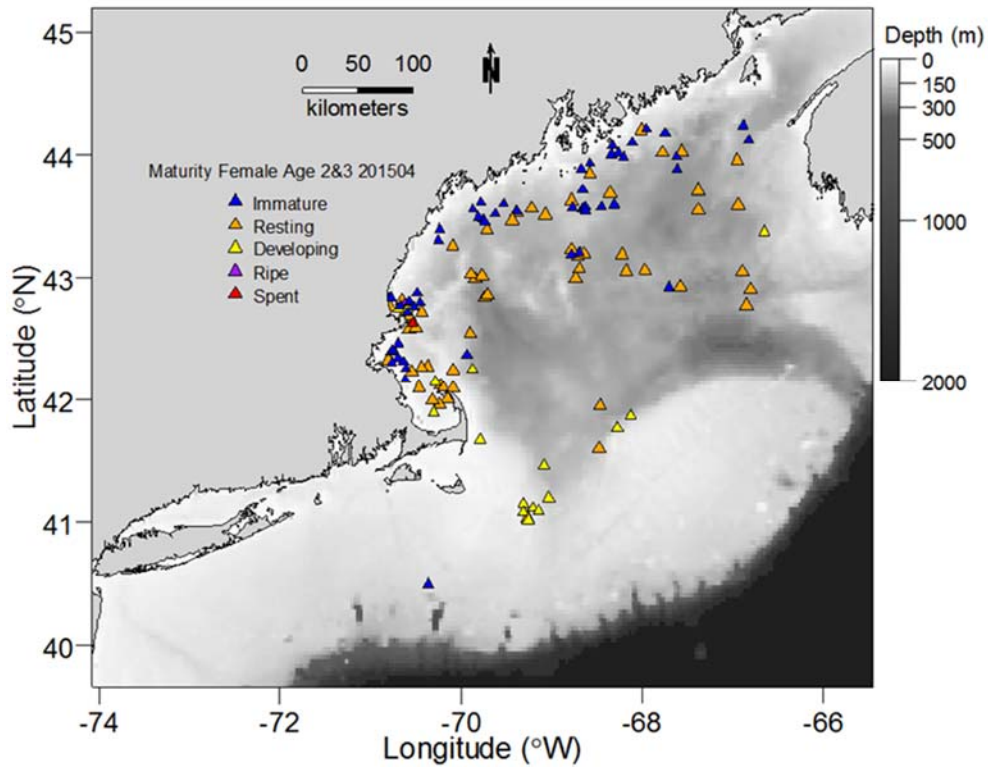 45
44
43
42
41
40
Latitude (°N)
-74
-72
-70
-68
-66
Longitude (°W)
0 50 100
kilometers
N
Maturity Female Age 2&3 201504
Immature
Resting
Developing
Ripe
Spent
Depth (m)
0
150
300
500
1000
2000